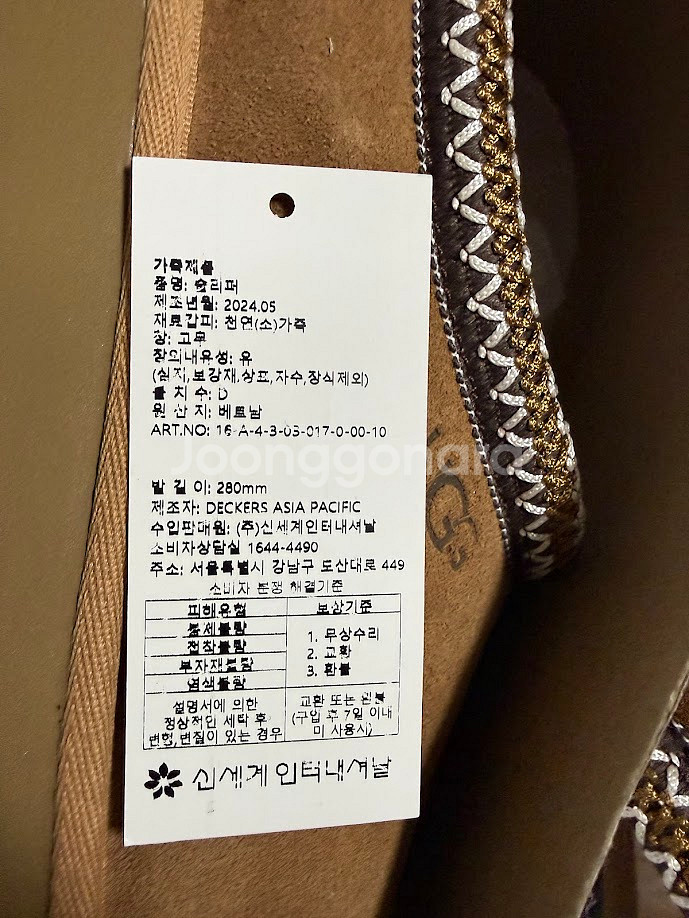 가죽제품
품명: 슬리퍼
제조년월: 2024.05
재료갑피: 천연(소)가죽
창: 고무
창의내유성: 유
(심지,보강재,상표,자수,장식제외)
볼 치 수: D
원 산 지: 베트남
ART.NO: 16-A-4-3-03-017-0-00-10
발 길 이: 280mm
제조자: DECKERS ASIA PACIFIC
수입판매원: (주)신세계인터내셔날
소비자상담실 1644-4490
주소: 서울특별시 강남구 도산대로 449
소비자 분쟁 해결기준
피해유형 보상기준
봉제불량
접착불량
부자재불량
염색불량
1. 무상수리
2. 교환
3. 환불
설명서에 의한
정상적인 세탁 후
변형,변질이 있는 경우
교환 또는 환불
(구입 후 7일 이내
미 사용시)
신세계인터내셔날
Joonggonara